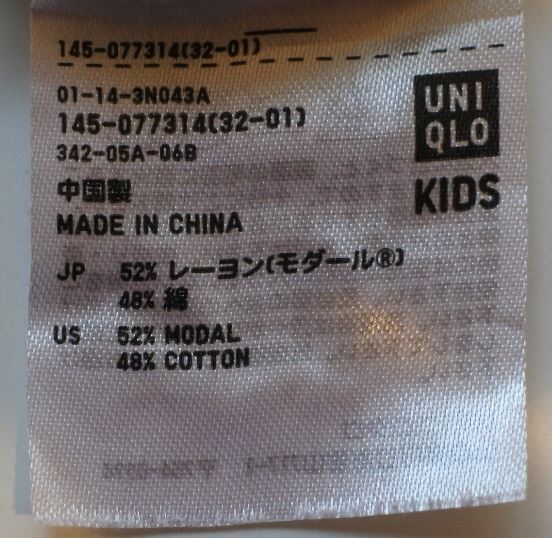 145-077314(32-01)
01-14-3N043A
145-077314(32-01)
342-05A-06B
中国製
MADE IN CHINA
UNI
QLO
KIDS
JP 52% レーヨン(モダール®)
48% 綿
US 52% MODAL
48% COTTON